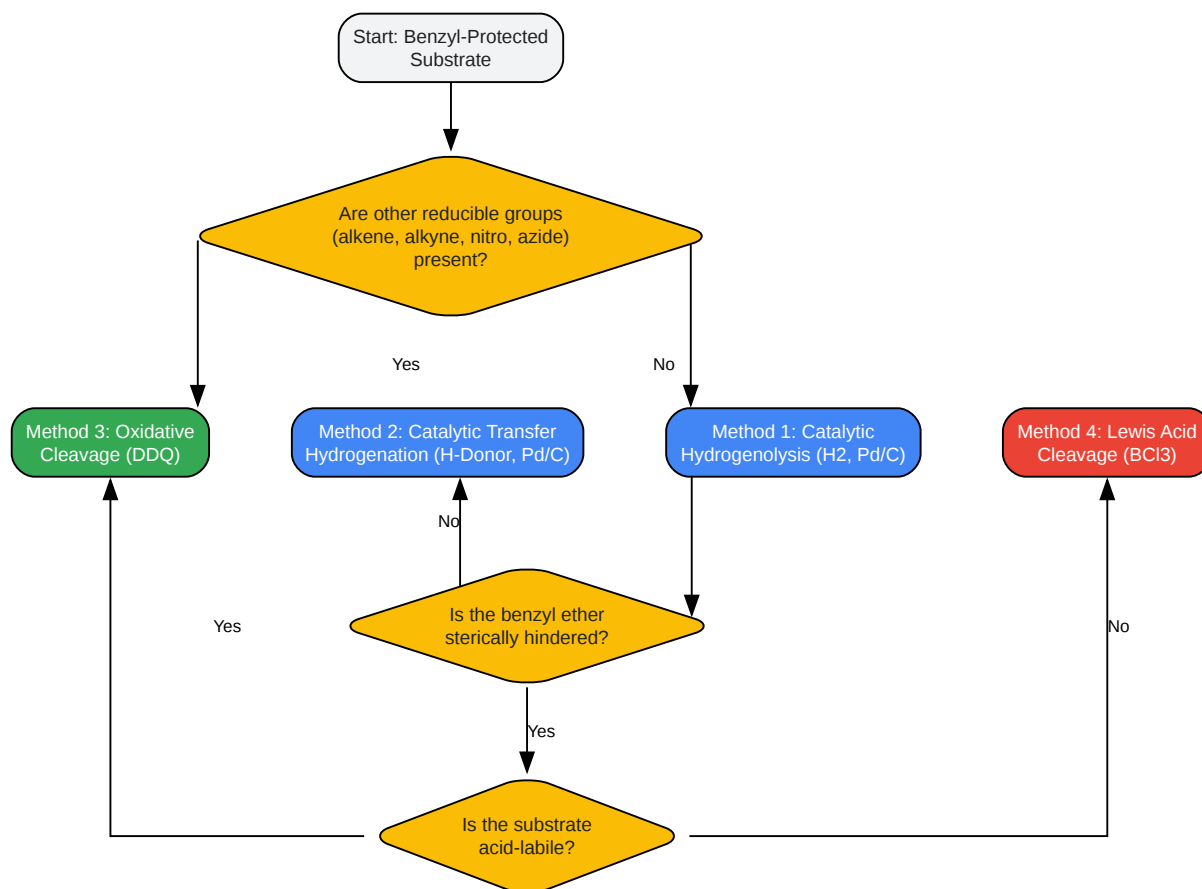 Start: Benzyl-Protected
Substrate
Are other reducible groups
(alkene, alkyne, nitro, azide)
present?
Yes
No
Method 3: Oxidative
Cleavage (DDQ)
Method 2: Catalytic Transfer
Hydrogenation (H-Donor, Pd/C)
Method 1: Catalytic
Hydrogenolysis (H2, Pd/C)
Method 4: Lewis Acid
Cleavage (BCl3)
No
Is the benzyl ether
sterically hindered?
Yes
No
Yes
Is the substrate
acid-labile?